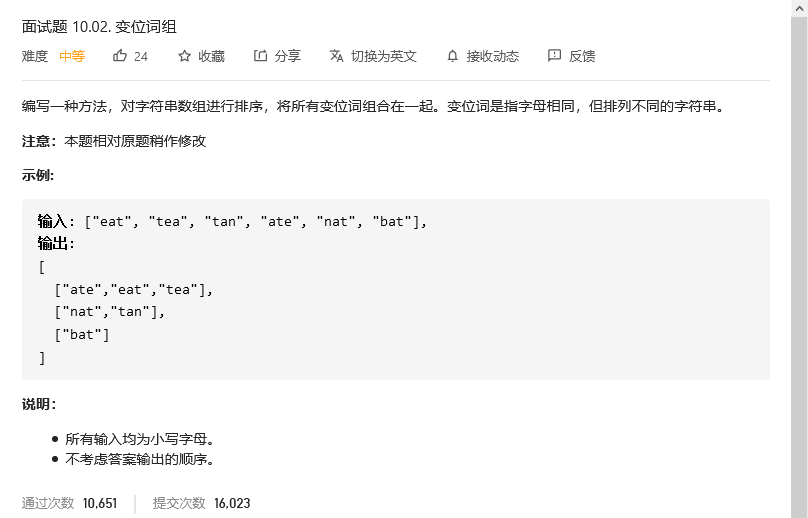 面试题 10.02. 变位词组
难度 中等 24 收藏 分享 切换为英文 接收动态 反馈
编写一种方法，对字符串数组进行排序，将所有变位词组合在一起。变位词是指字母相同，但排列不同的字符串。
注意：本题相对原题稍作修改
示例:
输入: ["eat", "tea", "tan", "ate", "nat", "bat"],
输出:
[
["ate","eat","tea"],
["nat","tan"],
["bat"]
]
说明：
所有输入均为小写字母。
不考虑答案输出的顺序。
通过次数 10,651 提交次数 16,023